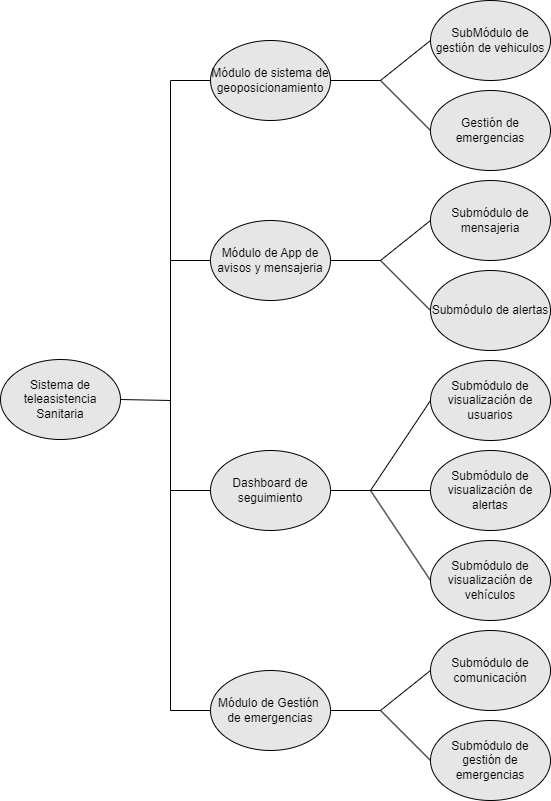 SubMódulo de
gestión de vehiculos
Módulo de sistema de
geoposicionamiento
Gestión de
emergencias
Submódulo de
mensajeria
Módulo de App de
avisos y mensajeria
Submódulo de alertas
Sistema de
teleasistencia
Sanitaria
Submódulo de
visualización de
usuarios
Dashboard de
seguimiento
Submódulo de
visualización de
alertas
Submódulo de
visualización de
vehículos
Submódulo de
comunicación
Módulo de Gestión
de emergencias
Submódulo de
gestión de
emergencias